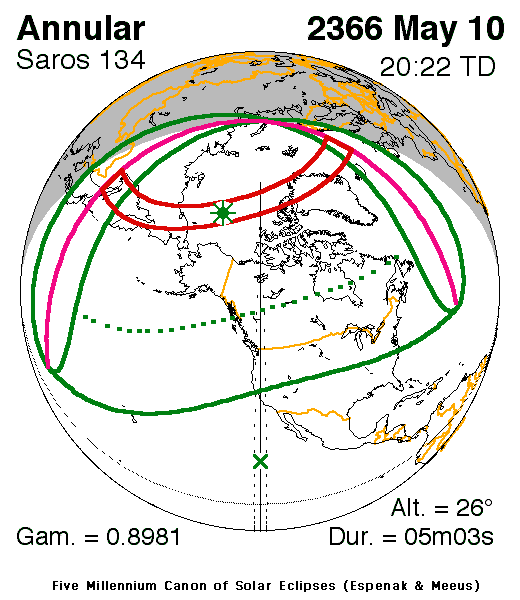 Annular 2366 May 10
Saros 134 20:22 TD
Alt. = 26°
Gam. = 0.8981 Dur. = 05m03s
Five Millennium Canon of Solar Eclipses (Espenak & Meeus)